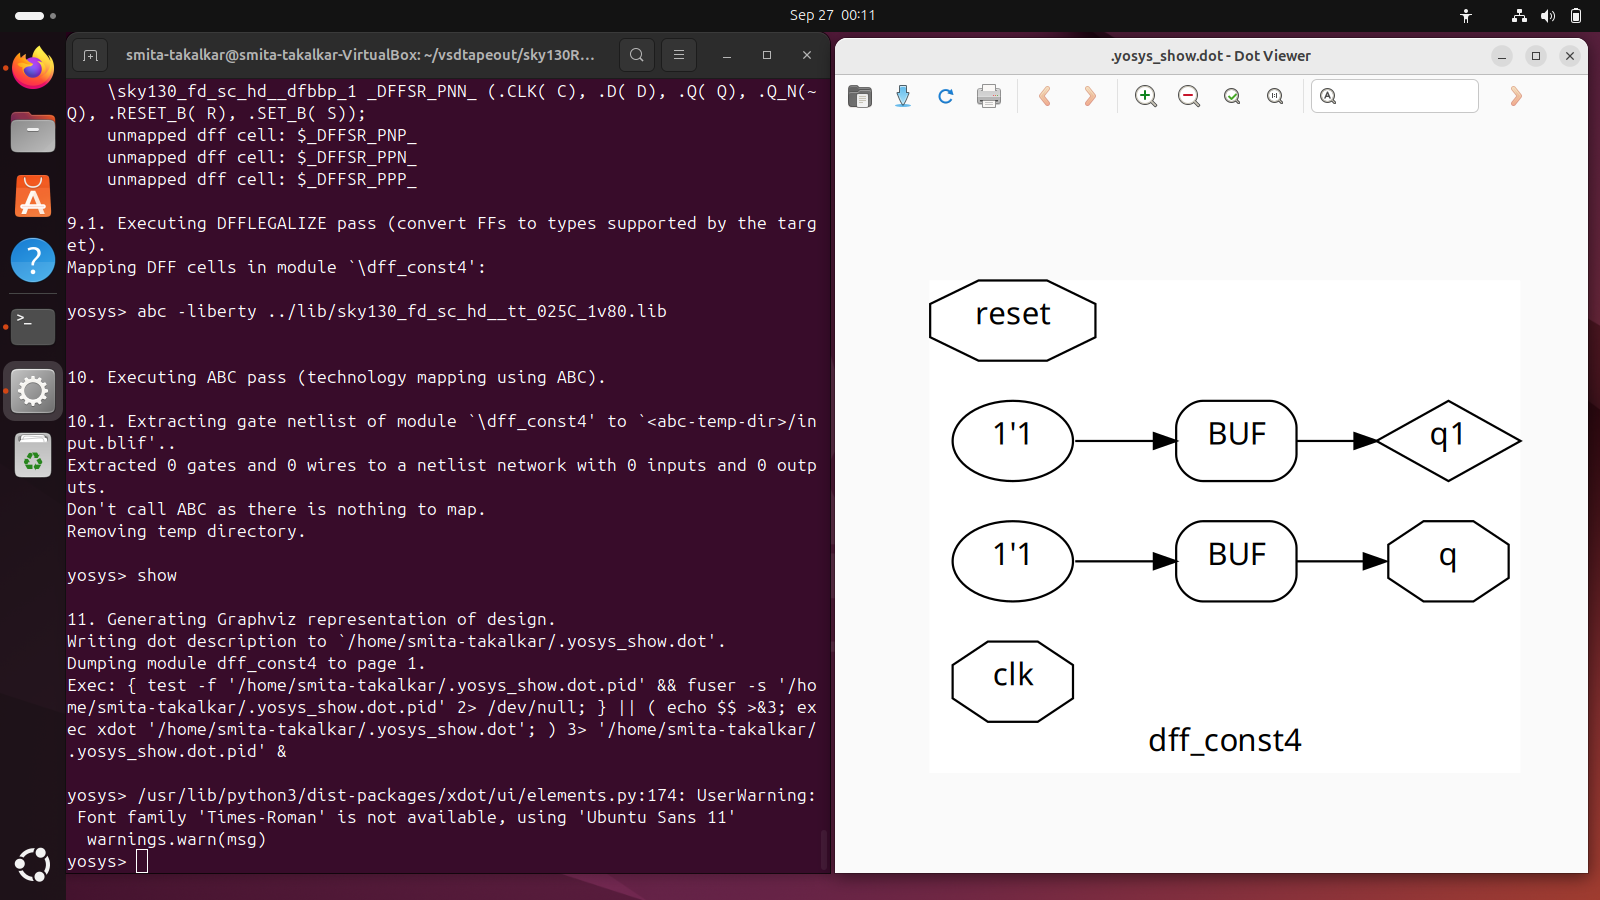 Sep 27 00:11
smita-takalkar@smita-takalkar-VirtualBox: ~/vsdtapeout/sky130R...
\sky130_fd_sc_hd__dfbbp_1 _DFFSR_PNN_ (.CLK( C), .D( D), .Q( Q), .Q_N(~
Q), .RESET_B( R), .SET_B( S));
unmapped dff cell: $_DFFSR_PNP_
unmapped dff cell: $_DFFSR_PPN_
unmapped dff cell: $_DFFSR_PPP_
9.1. Executing DFFLEGALIZE pass (convert FFs to types supported by the targ
et).
Mapping DFF cells in module `\dff_const4':
yosys> abc -liberty ../lib/sky130_fd_sc_hd__tt_025C_1v80.lib
10. Executing ABC pass (technology mapping using ABC).
10.1. Extracting gate netlist of module `\dff_const4' to `<abc-temp-dir>/in
put.blif'..
Extracted 0 gates and 0 wires to a netlist network with 0 inputs and 0 outp
uts.
Don't call ABC as there is nothing to map.
Removing temp directory.
yosys> show
11. Generating Graphviz representation of design.
Writing dot description to `/home/smita-takalkar/.yosys_show.dot'.
Dumping module dff_const4 to page 1.
Exec: { test -f '/home/smita-takalkar/.yosys_show.dot.pid' && fuser -s '/ho
me/smita-takalkar/.yosys_show.dot.pid' 2> /dev/null; } || ( echo $$ >&3; ex
ec xdot '/home/smita-takalkar/.yosys_show.dot'; ) 3> '/home/smita-takalkar/
.yosys_show.dot.pid' &
yosys> /usr/lib/python3/dist-packages/xdot/ui/elements.py:174: UserWarning:
Font family 'Times-Roman' is not available, using 'Ubuntu Sans 11'
warnings.warn(msg)
yosys>
.yosys_show.dot - Dot Viewer
reset
1'1 BUF q1
1'1 BUF q
clk
dff_const4